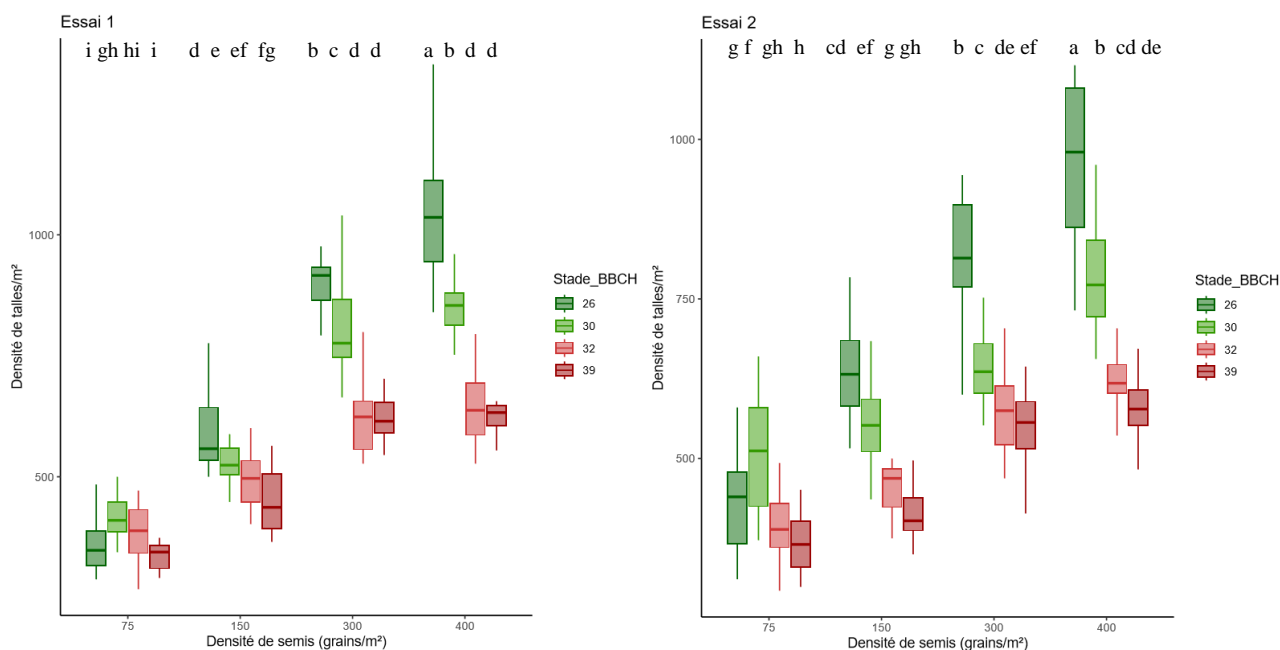 Essai 1
i gh hi i d e ef fg b c d d a b d d
1000
500
Densité de talles/m²
75 150 300 400
Densité de semis (grains/m²)
Stade_BBCH
26
30
32
39
Essai 2
g f gh h cd ef g gh b c de ef a b cd de
1000
750
500
Densité de talles/m²
75 150 300 400
Densité de semis (grains/m²)
Stade_BBCH
26
30
32
39